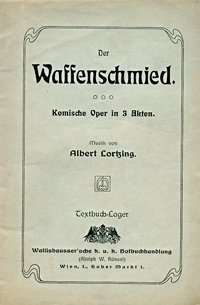 Der
Waffenschmied.
Komische Oper in 3 Akten.
Musik von
Albert Lortzing.
Textbuch-Lager
Wallishausser'sche k. u. k. Hofbuchhandlung
(Adolph W. Künast)
Wien, I., Hoher Markt 1.